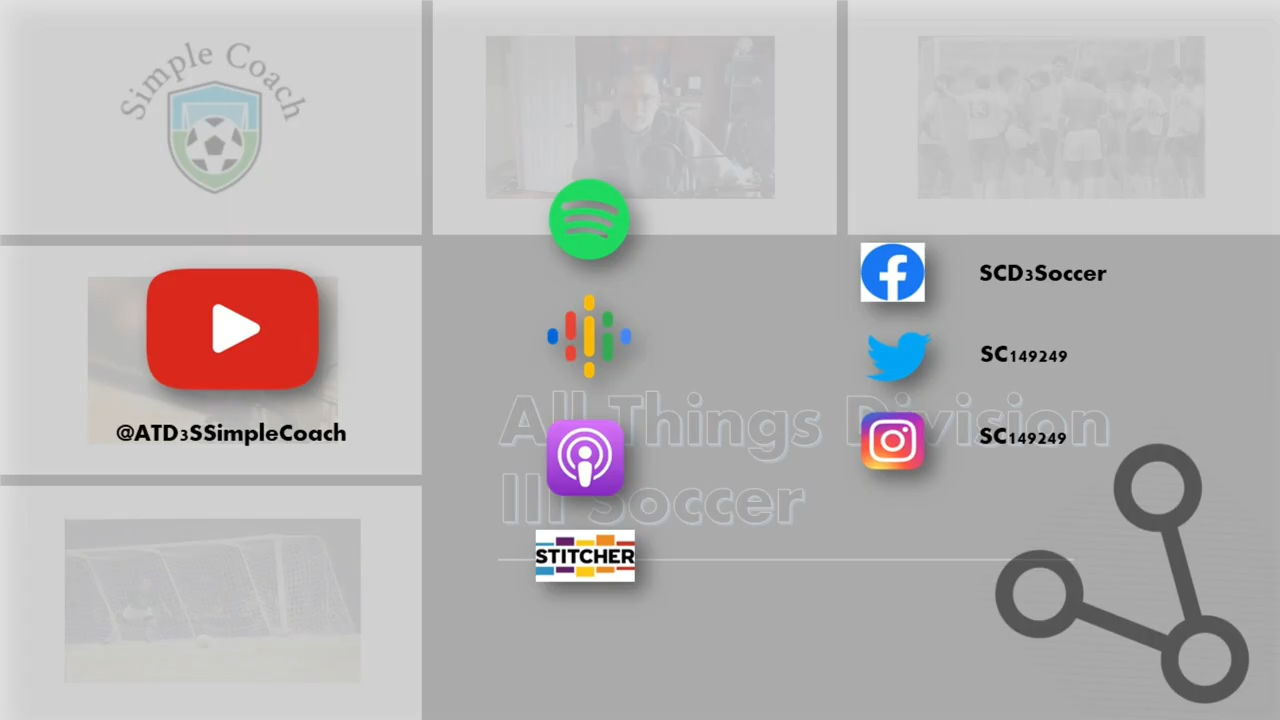 Simple Coach
@ATD3SSimpleCoach
All Things Division
III Soccer
STITCHER
SCD3Soccer
SC149249
SC149249